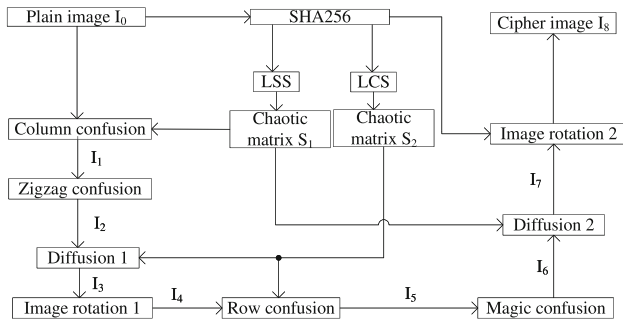 Plain image I₀
SHA256
Cipher image I₈
LSS
LCS
Chaotic
matrix S₁
Chaotic
matrix S₂
Column confusion
Image rotation 2
I₁
I₇
Zigzag confusion
I₂
Diffusion 2
Diffusion 1
I₆
I₃
Image rotation 1
I₄
Row confusion
I₅
Magic confusion